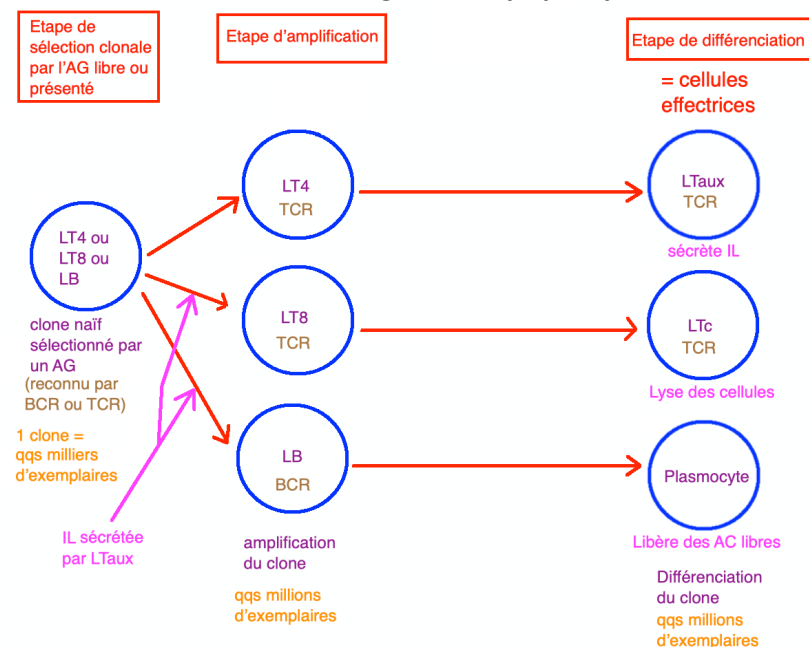 Etape de
sélection clonale
par l'AG libre ou
présenté
Etape d'amplification
Etape de différenciation
= cellules
effectrices
LT4 ou
LT8 ou
LB
clone naïf
sélectionné par
un AG
(reconnu par
BCR ou TCR)
1 clone =
qqs milliers
d'exemplaires
IL sécrétée
par LTaux
LT4
TCR
LT8
TCR
LB
BCR
amplification
du clone
qqs millions
d'exemplaires
LTaux
TCR
sécrète IL
LTc
TCR
Lyse des cellules
Plasmocyte
Libère des AC libres
Différenciation
du clone
qqs millions
d'exemplaires